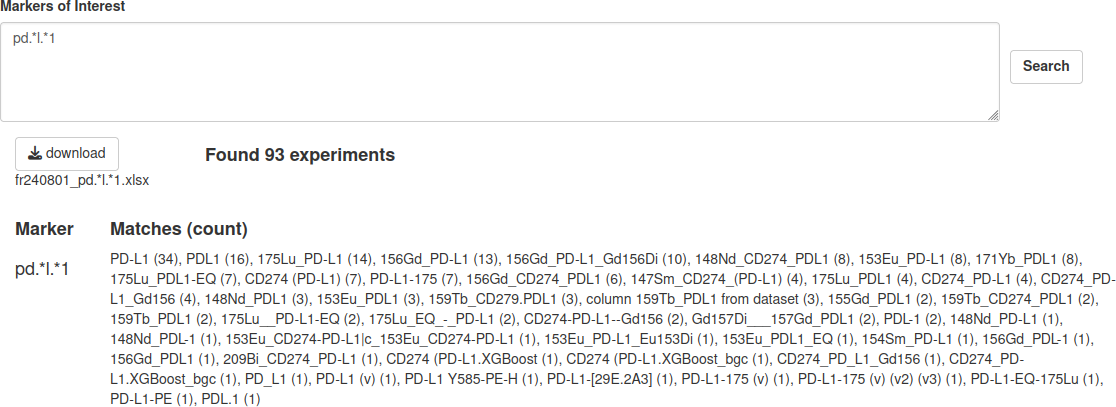 Markers of Interest
pd.*l.*1
Search
download
Found 93 experiments
fr240801_pd.*l.*1.xlsx
Marker
Matches (count)
pd.*l.*1
PD-L1 (34), PDL1 (16), 175Lu_PD-L1 (14), 156Gd_PD-L1 (13), 156Gd_PD-L1_Gd156Di (10), 148Nd_CD274_PDL1 (8), 153Eu_PD-L1 (8), 171Yb_PDL1 (8),
175Lu_PDL1-EQ (7), CD274 (PD-L1) (7), PD-L1-175 (7), 156Gd_CD274_PDL1 (6), 147Sm_CD274_(PD-L1) (4), 175Lu_PDL1 (4), CD274_PD-L1 (4), CD274_PD-
L1_Gd156 (4), 148Nd_PDL1 (3), 153Eu_PDL1 (3), 159Tb_CD279.PDL1 (3), column 159Tb_PDL1 from dataset (3), 155Gd_PDL1 (2), 159Tb_CD274_PDL1 (2),
159Tb_PDL1 (2), 175Lu__PD-L1-EQ (2), 175Lu_EQ_-_PD-L1 (2), CD274-PD-L1--Gd156 (2), Gd157Di___157Gd_PDL1 (2), PDL-1 (2), 148Nd_PD-L1 (1),
148Nd_PDL-1 (1), 153Eu_CD274-PD-L1|c_153Eu_CD274-PD-L1 (1), 153Eu_PD-L1_Eu153Di (1), 153Eu_PDL1_EQ (1), 154Sm_PD-L1 (1), 156Gd_PDL-1 (1),
156Gd_PDL1 (1), 209Bi_CD274_PD-L1 (1), CD274 (PD-L1.XGBoost (1), CD274 (PD-L1.XGBoost_bgc (1), CD274_PD_L1_Gd156 (1), CD274_PD-
L1.XGBoost_bgc (1), PD_L1 (1), PD-L1 (v) (1), PD-L1 Y585-PE-H (1), PD-L1-[29E.2A3] (1), PD-L1-175 (v) (1), PD-L1-175 (v) (v2) (v3) (1), PD-L1-EQ-175Lu (1),
PD-L1-PE (1), PDL.1 (1)